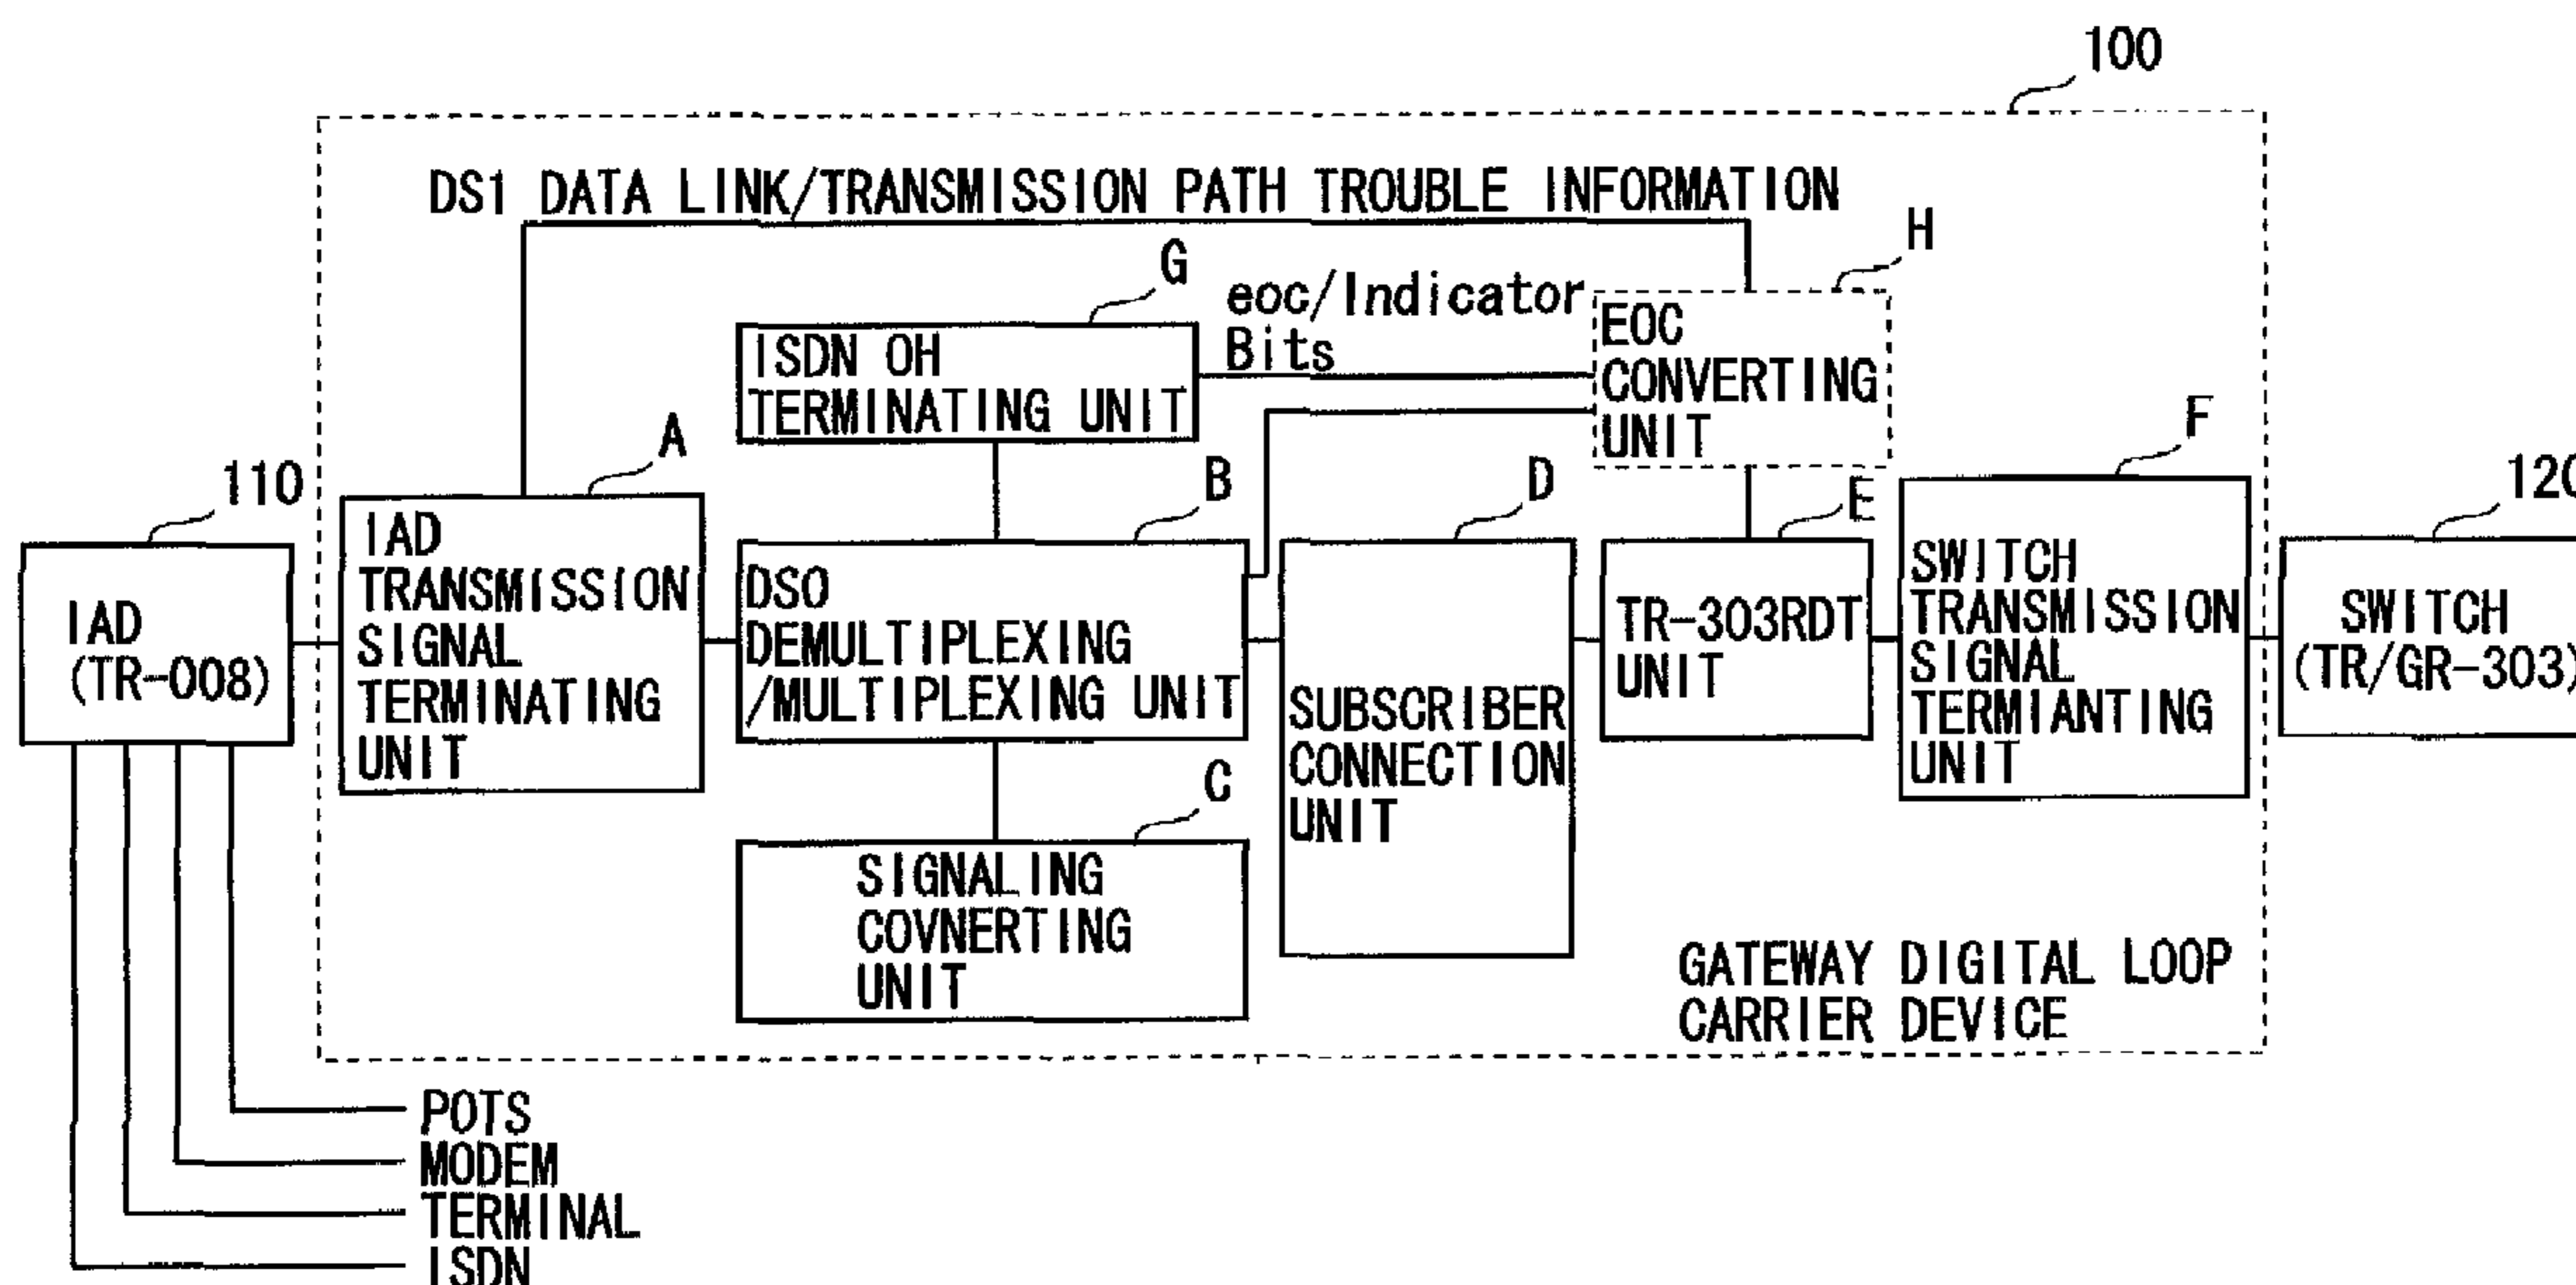 100
DS1 DATA LINK/TRANSMISSION PATH TROUBLE INFORMATION
H
G
eoc/Indicator
Bits
EOC
CONVERTING
UNIT
ISDN OH
TERMINATING UNIT
A
110
B
D
E
F
IAD
(TR-008)
IAD
TRANSMISSION
SIGNAL
TERMINATING
UNIT
DS0
DEMULTIPLEXING
/MULTIPLEXING UNIT
SUBSCRIBER
CONNECTION
UNIT
TR-303RDT
UNIT
SWITCH
TRANSMISSION
SIGNAL
TERMIANTING
UNIT
120
SWITCH
(TR/GR-303)
C
SIGNALING
COVNERTING
UNIT
GATEWAY DIGITAL LOOP
CARRIER DEVICE
POTS
MODEM
TERMINAL
ISDN